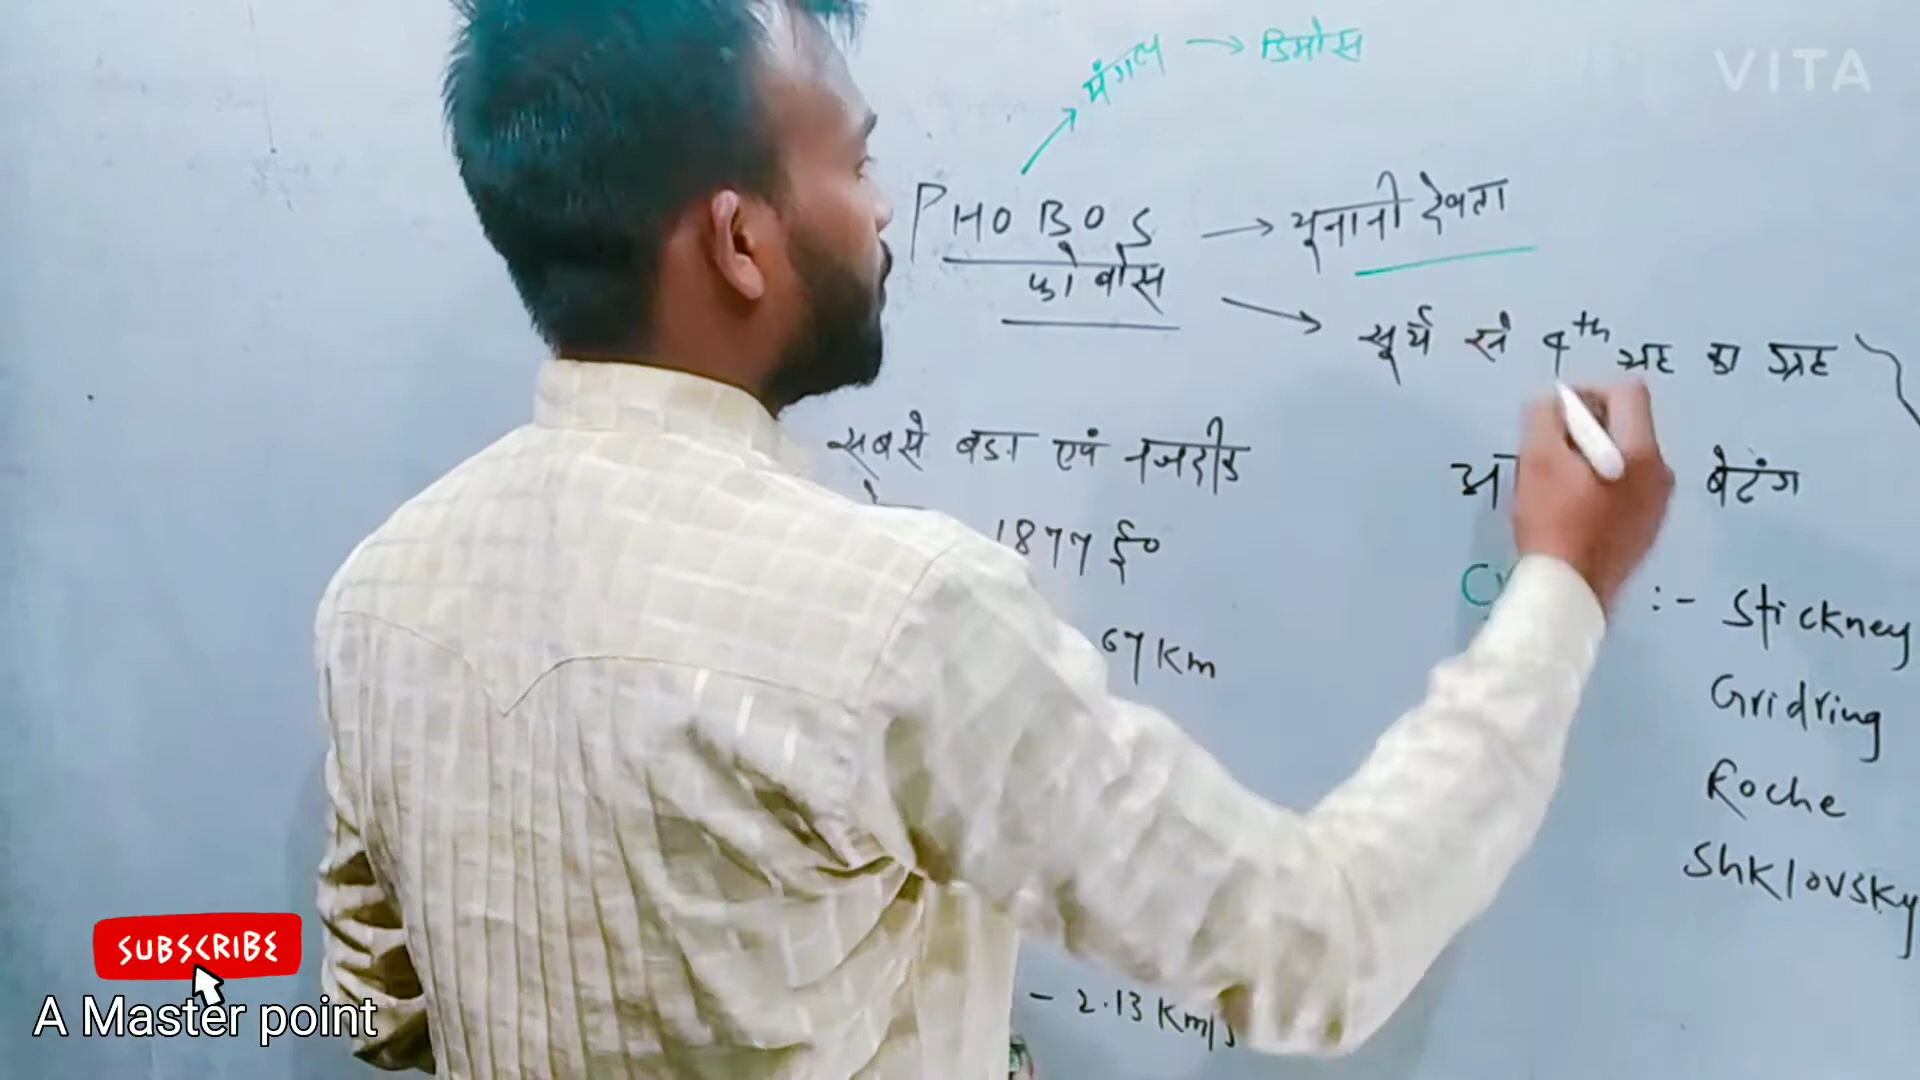 मंगल → डिमोस
VITA
PHOBOS → यूनानी देवता
फोबोस
सूर्य से 4th ग्रह का ग्रह
सबसे बड़ा एवं नजदीक
बेटंग
1877 ई०
:- Stickney
67 Km
Gridring
Roche
Shklovsky
SUBSCRIBE
A Master point
- 2.13 Km/s